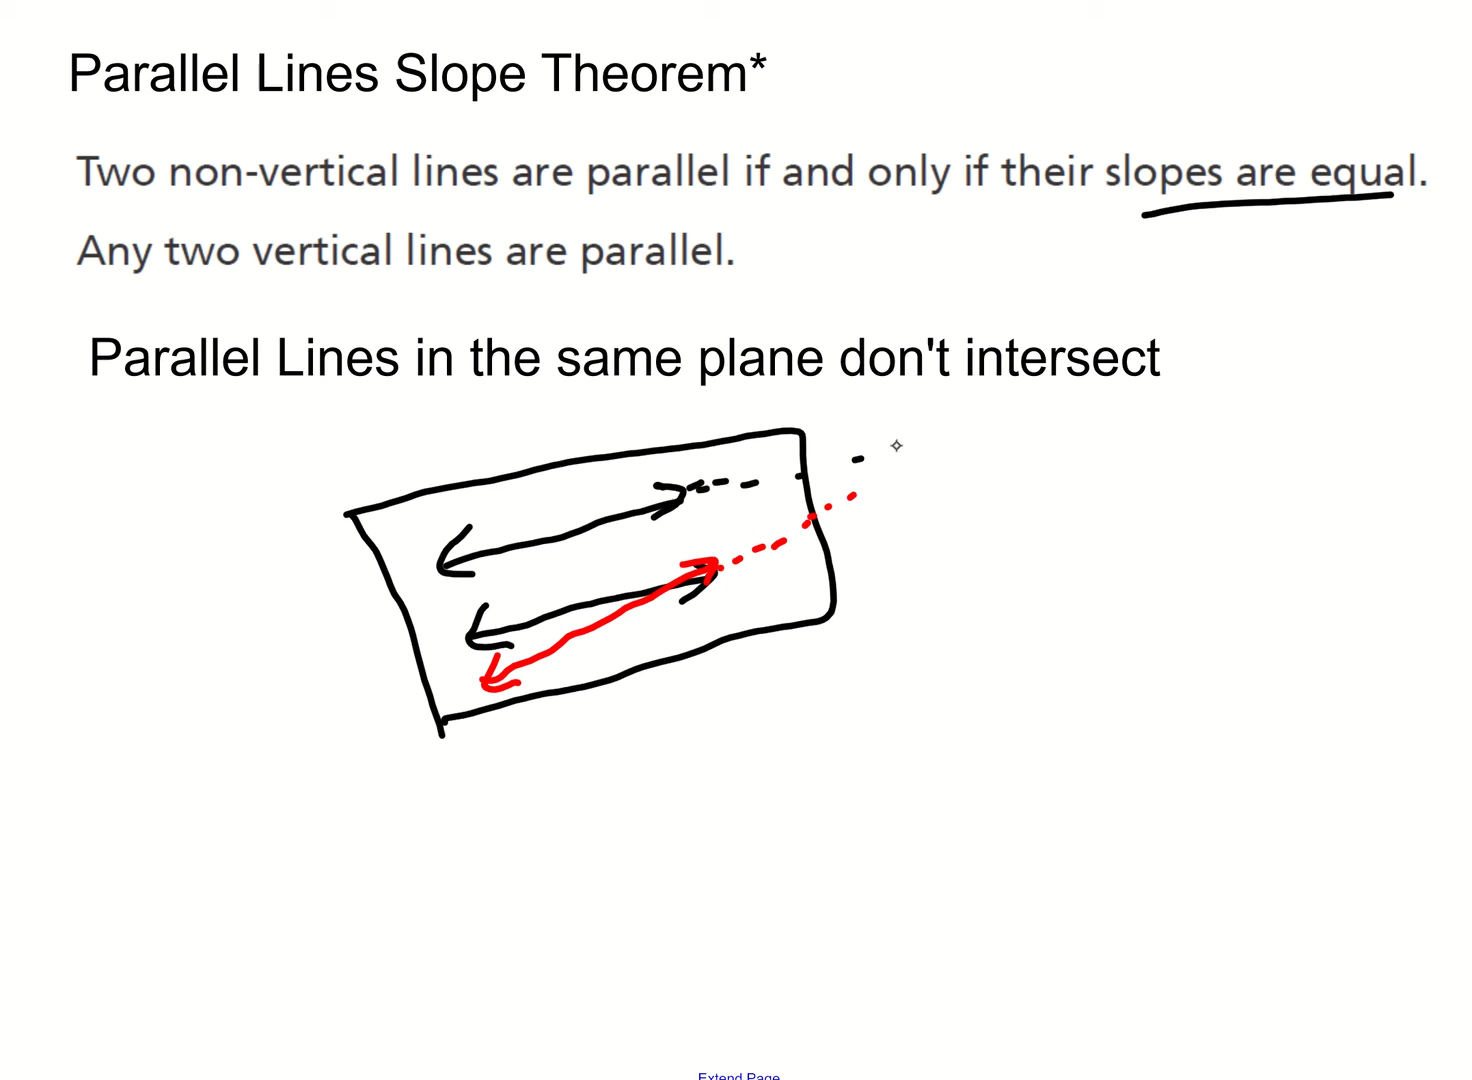 Parallel Lines Slope Theorem*
Two non-vertical lines are parallel if and only if their slopes are equal.
Any two vertical lines are parallel.
Parallel Lines in the same plane don't intersect
Extend Page